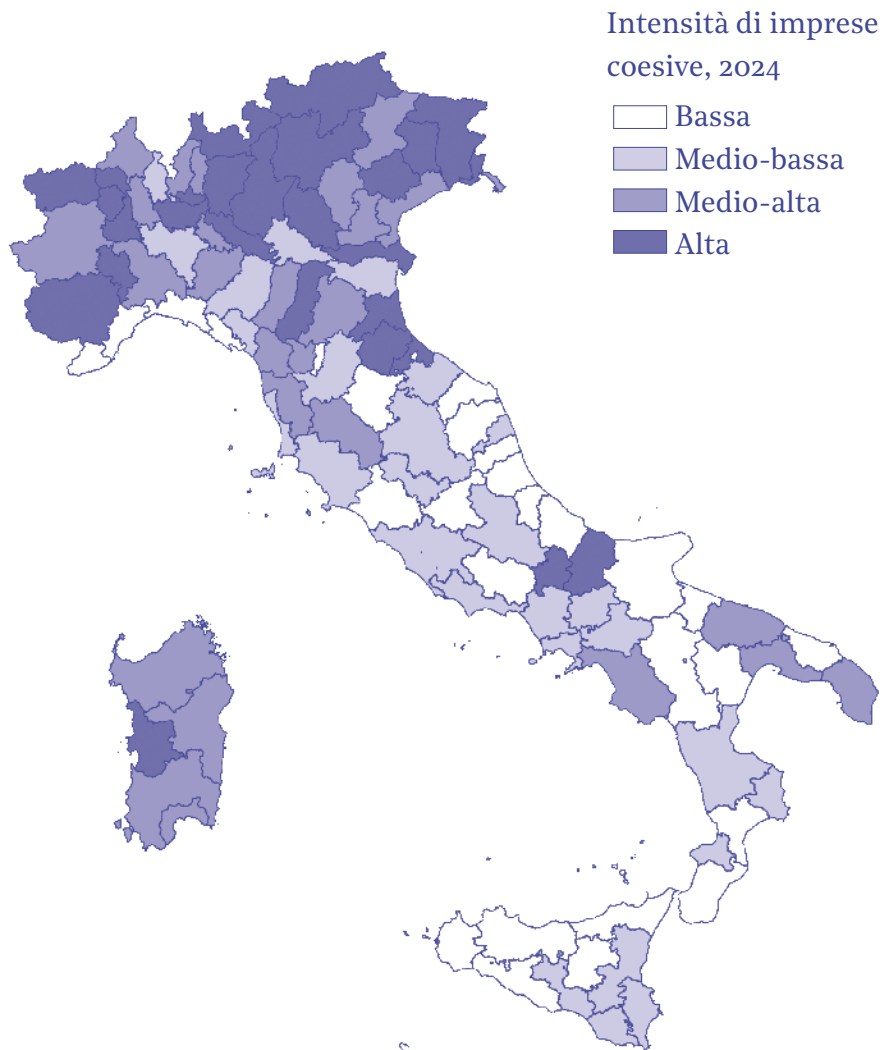 Intensità di imprese
coesive, 2024
Bassa
Medio-bassa
Medio-alta
Alta